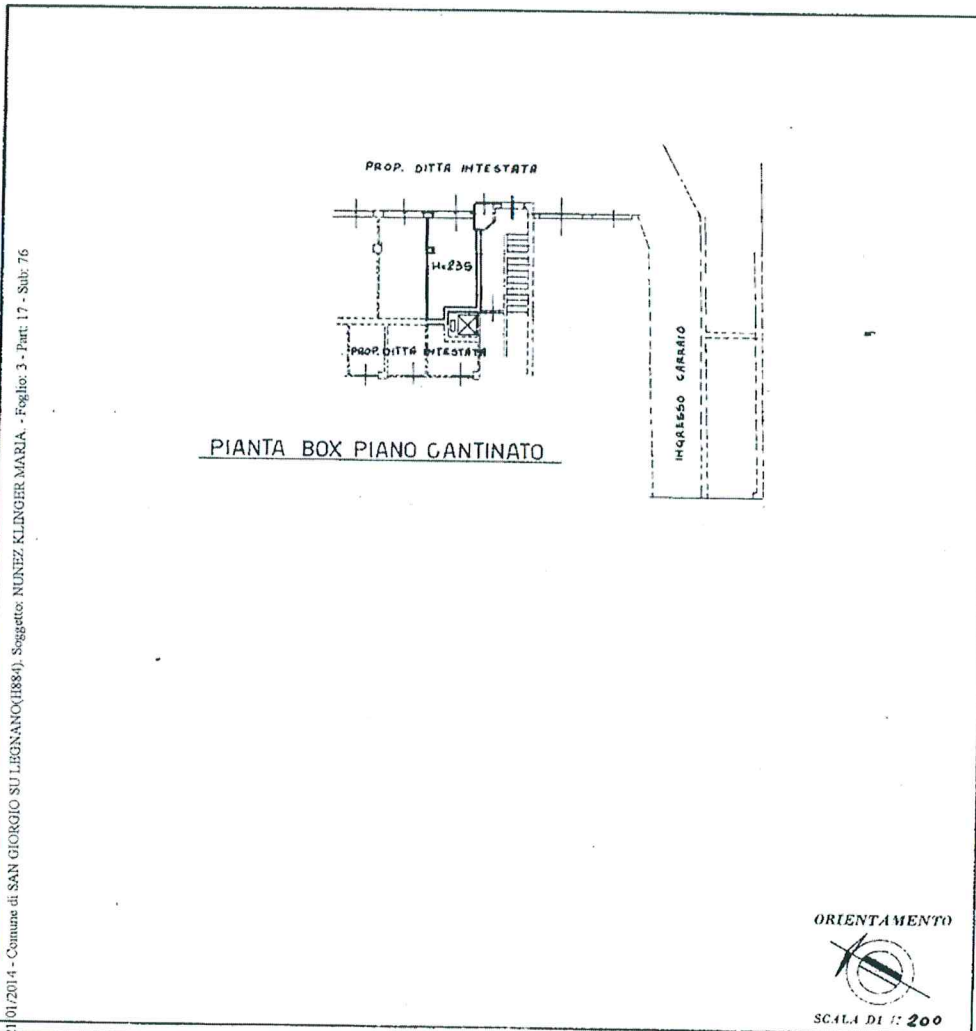 PROP. DITTA INTESTATA
H=235
PROP. DITTA INTESTATA
INGRESSO CARRAIO
PIANTA BOX PIANO CANTINATO
01/2014 - Comune di SAN GIORGIO SU LEGNANO(H884). Soggetto: NUNEZ KLINGER MARIA. - Foglio: 3 - Part: 17 - Sub: 76
ORIENTAMENTO
SCALA DI 1: 200